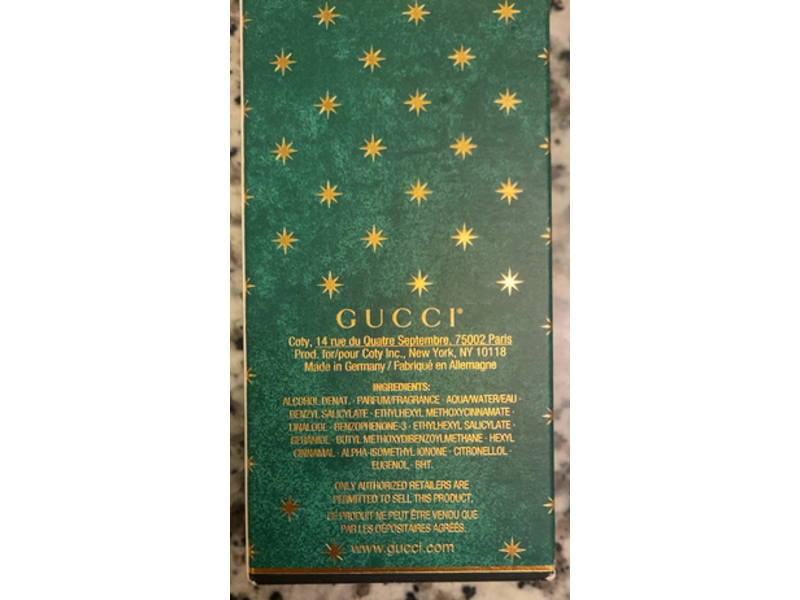 GUCCI®
Coty, 14 rue du Quatre Septembre, 75002 Paris
Prod. for/pour Coty Inc., New York, NY 10118
Made in Germany / Fabriqué en Allemagne
INGREDIENTS:
ALCOHOL DENAT. · PARFUM/FRAGRANCE · AQUA/WATER/EAU ·
BENZYL SALICYLATE · ETHYLHEXYL METHOXYCINNAMATE ·
LINALOOL · BENZOPHENONE-3 · ETHYLHEXYL SALICYLATE ·
GERANIOL · BUTYL METHOXYDIBENZOYLMETHANE · HEXYL
CINNAMAL · ALPHA-ISOMETHYL IONONE · CITRONELLOL ·
EUGENOL · BHT.
ONLY AUTHORIZED RETAILERS ARE
PERMITTED TO SELL THIS PRODUCT.
CE PRODUIT NE PEUT ÊTRE VENDU QUE
PAR LES DÉPOSITAIRES AGRÉÉS.
www.gucci.com